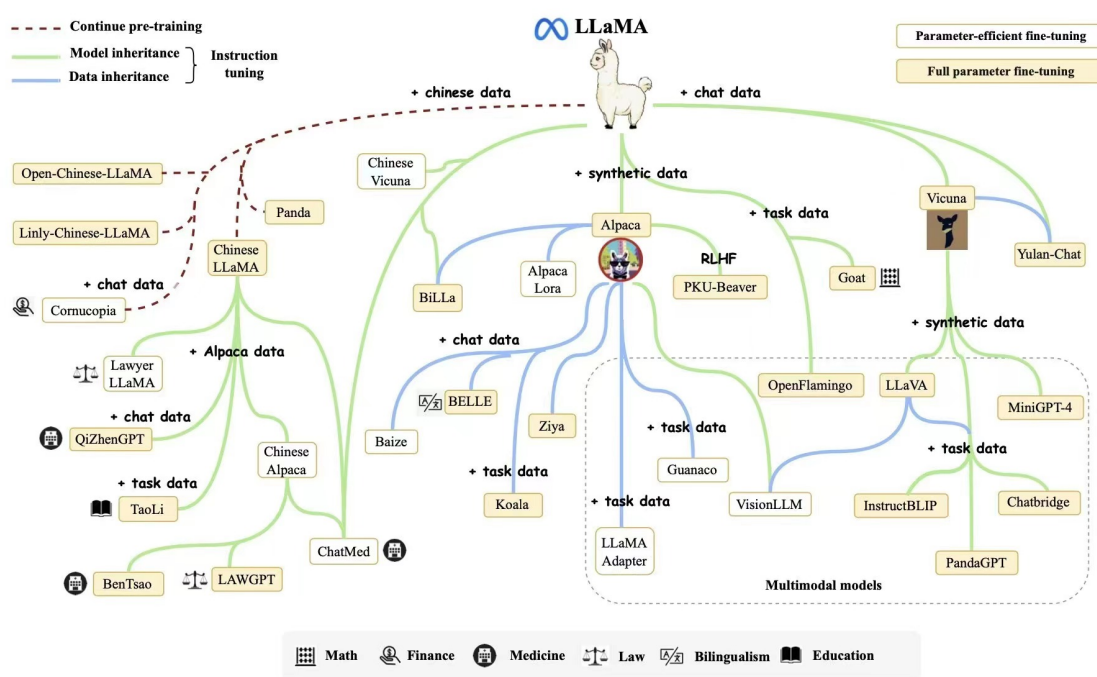 Continue pre-training
Model inheritance
Data inheritance
Instruction
tuning
LLaMA
Parameter-efficient fine-tuning
Full parameter fine-tuning
+ chinese data
+ chat data
Chinese
Vicuna
+ synthetic data
Open-Chinese-LLaMA
Panda
+ task data
Vicuna
Linly-Chinese-LLaMA
Chinese
LLaMA
Alpaca
Yulan-Chat
RLHF
Alpaca
Lora
BiLLa
PKU-Beaver
Goat
+ chat data
Cornucopia
+ synthetic data
+ chat data
+ Alpaca data
Lawyer
LLaMA
OpenFlamingo
LLaVA
MiniGPT-4
BELLE
+ chat data
QiZhenGPT
Baize
Ziya
+ task data
+ task data
Chinese
Alpaca
Guanaco
+ task data
+ task data
TaoLi
Koala
+ task data
VisionLLM
InstructBLIP
Chatbridge
ChatMed
LLaMA
Adapter
PandaGPT
BenTsao
LAWGPT
Multimodal models
Math
Finance
Medicine
Law
Bilingualism
Education